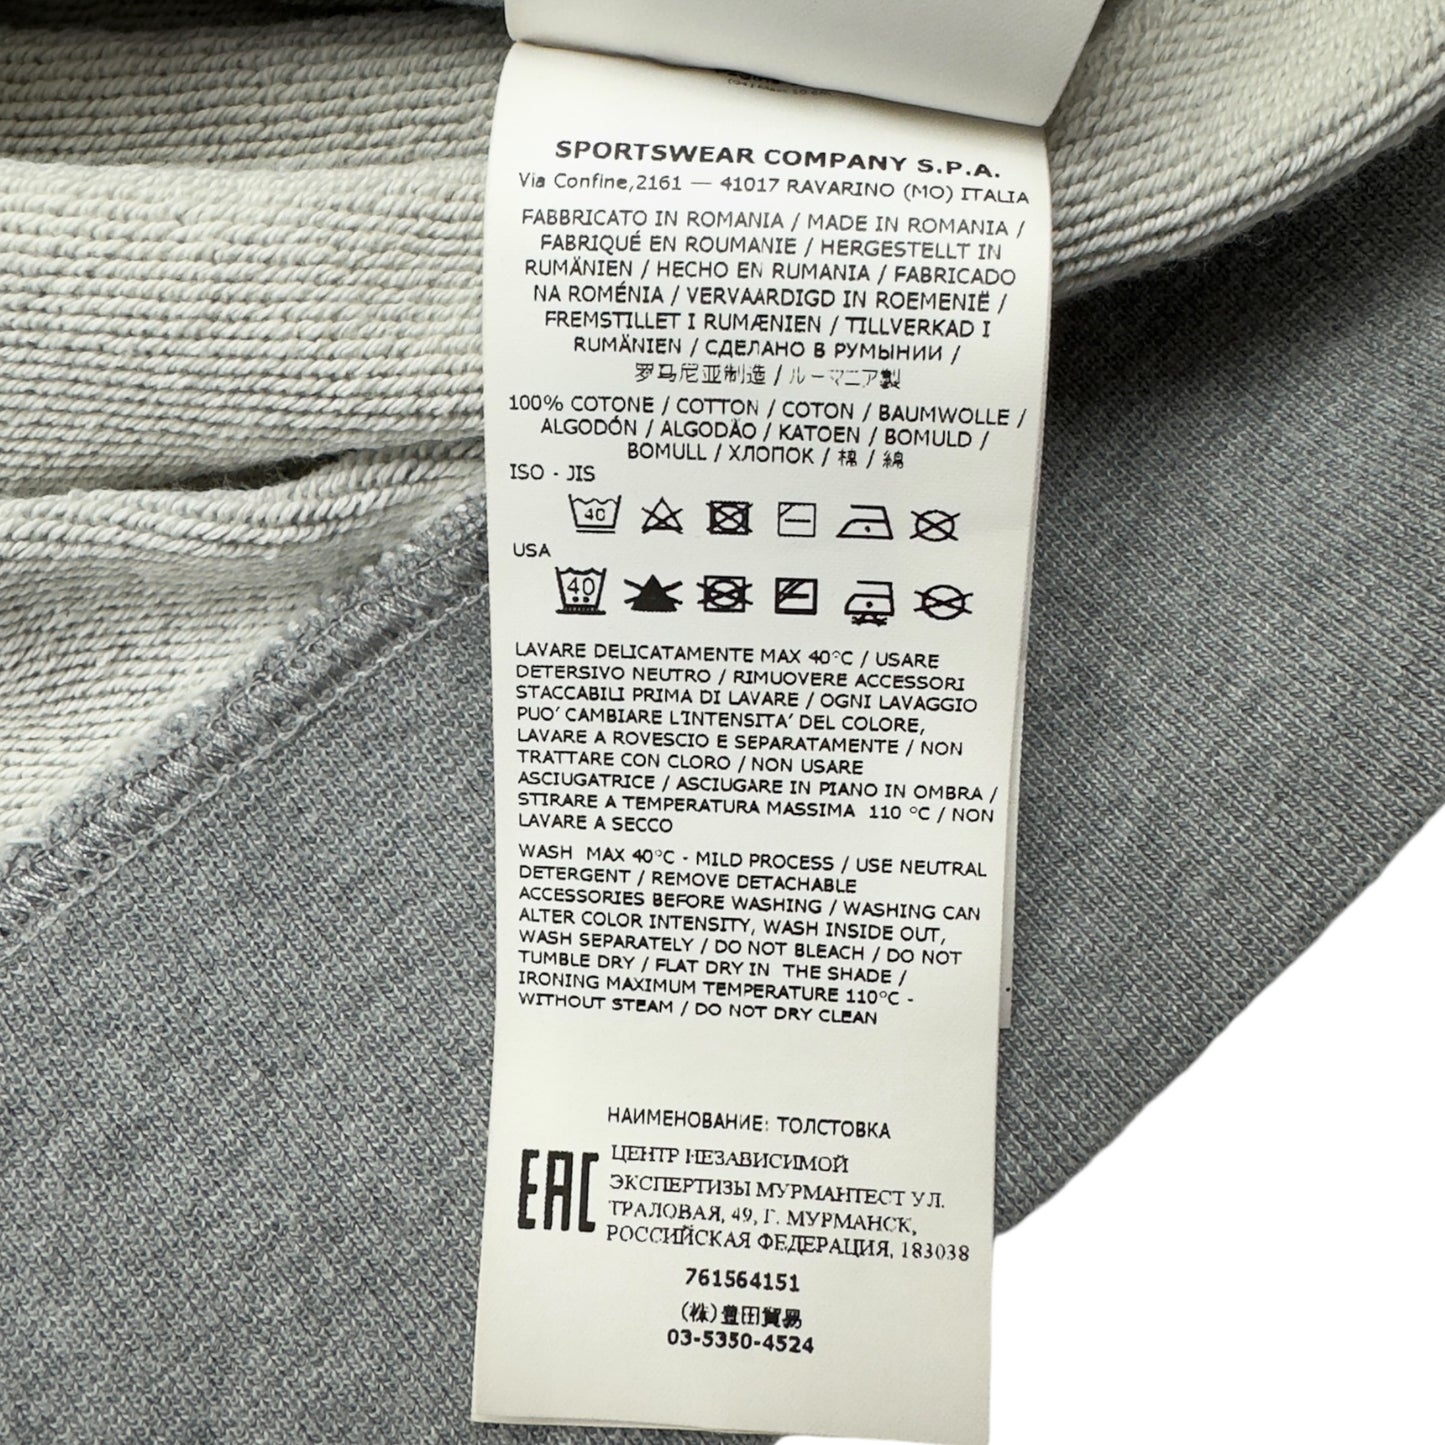 SPORTSWEAR COMPANY S.P.A.
Via Confine,2161 — 41017 RAVARINO (MO) ITALIA
FABBRICATO IN ROMANIA / MADE IN ROMANIA /
FABRIQUÉ EN ROUMANIE / HERGESTELLT IN
RUMÄNIEN / HECHO EN RUMANIA / FABRICADO
NA ROMÉNIA / VERVAARDIGD IN ROEMENIË /
FREMSTILLET I RUMÆNIEN / TILLVERKAD I
RUMÄNIEN / СДЕЛАНО В РУМЫНИИ /
罗马尼亚制造 / ルーマニア製
100% COTONE / COTTON / COTON / BAUMWOLLE /
ALGODÓN / ALGODÃO / KATOEN / BOMULD /
BOMULL / ХЛОПОК / 棉 / 綿
ISO - JIS
40
USA
40
LAVARE DELICATAMENTE MAX 40°C / USARE
DETERSIVO NEUTRO / RIMUOVERE ACCESSORI
STACCABILI PRIMA DI LAVARE / OGNI LAVAGGIO
PUO’ CAMBIARE L'INTENSITA’ DEL COLORE,
LAVARE A ROVESCIO E SEPARATAMENTE / NON
TRATTARE CON CLORO / NON USARE
ASCIUGATRICE / ASCIUGARE IN PIANO IN OMBRA /
STIRARE A TEMPERATURA MASSIMA 110 °C / NON
LAVARE A SECCO
WASH MAX 40°C - MILD PROCESS / USE NEUTRAL
DETERGENT / REMOVE DETACHABLE
ACCESSORIES BEFORE WASHING / WASHING CAN
ALTER COLOR INTENSITY, WASH INSIDE OUT,
WASH SEPARATELY / DO NOT BLEACH / DO NOT
TUMBLE DRY / FLAT DRY IN THE SHADE /
IRONING MAXIMUM TEMPERATURE 110°C -
WITHOUT STEAM / DO NOT DRY CLEAN
НАИМЕНОВАНИЕ: ТОЛСТОВКА
EAC
ЦЕНТР НЕЗАВИСИМОЙ
ЭКСПЕРТИЗЫ МУРМАНТЕСТ УЛ.
ТРАЛОВАЯ, 49, Г. МУРМАНСК,
РОССИЙСКАЯ ФЕДЕРАЦИЯ, 183038
761564151
(株)豊田貿易
03-5350-4524